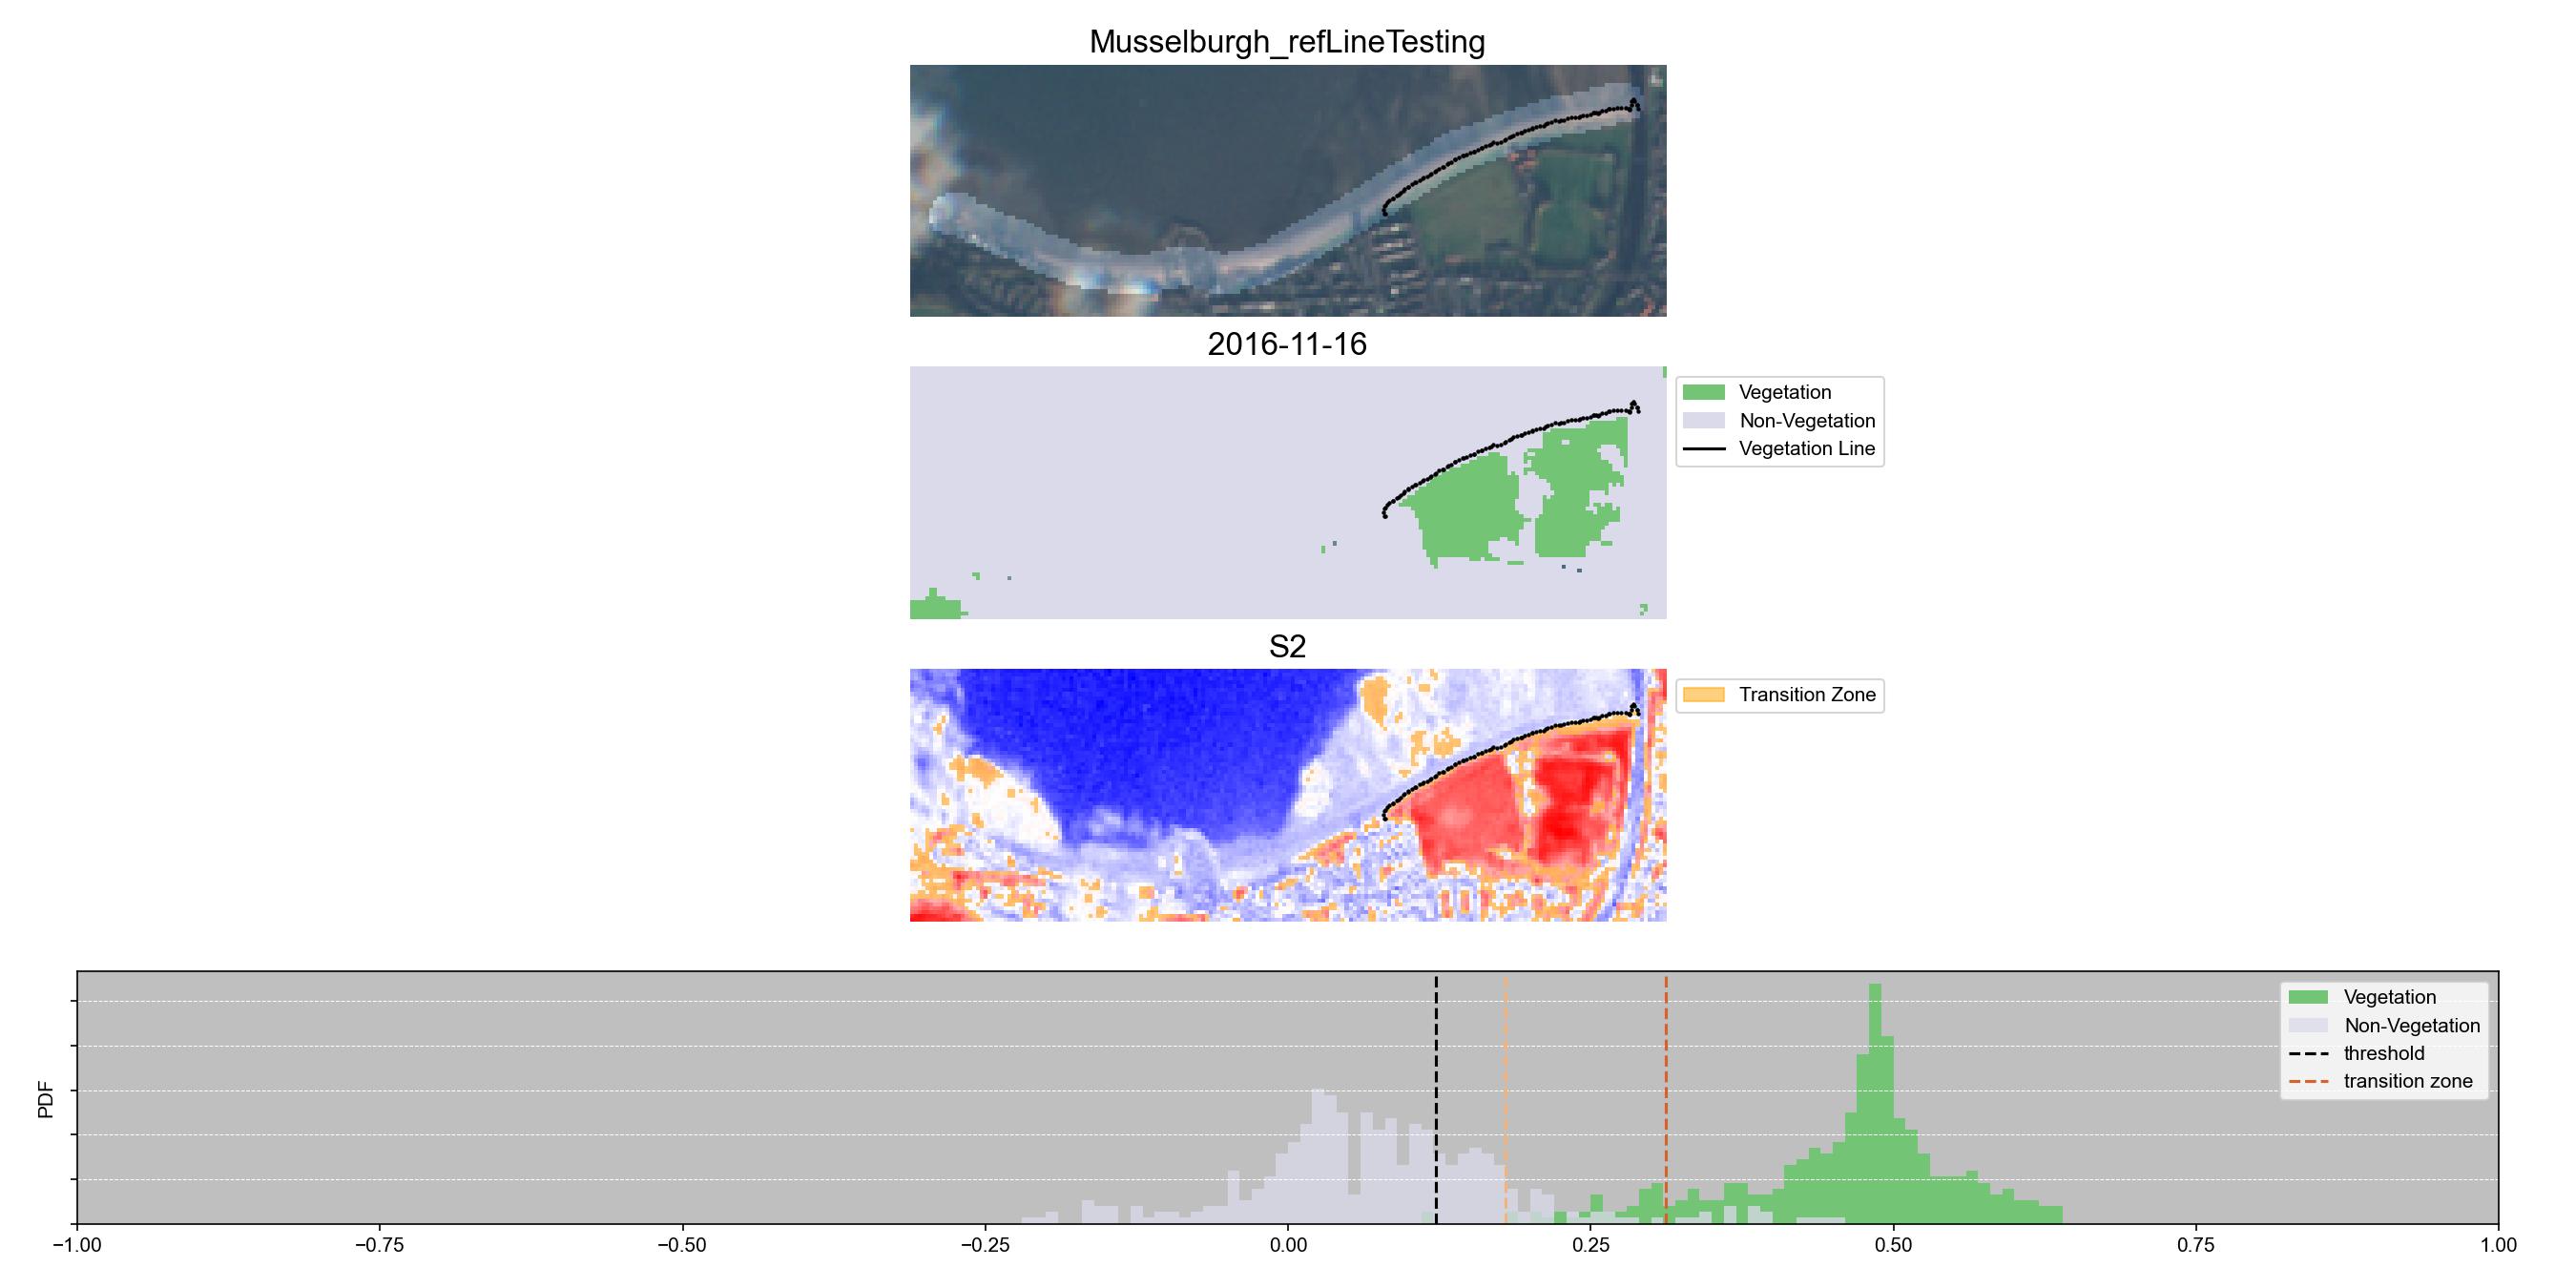 Musselburgh_refLineTesting
2016-11-16
Vegetation
Non-Vegetation
Vegetation Line
S2
Transition Zone
PDF
Vegetation
Non-Vegetation
threshold
transition zone
−1.00
−0.75
−0.50
−0.25
0.00
0.25
0.50
0.75
1.00